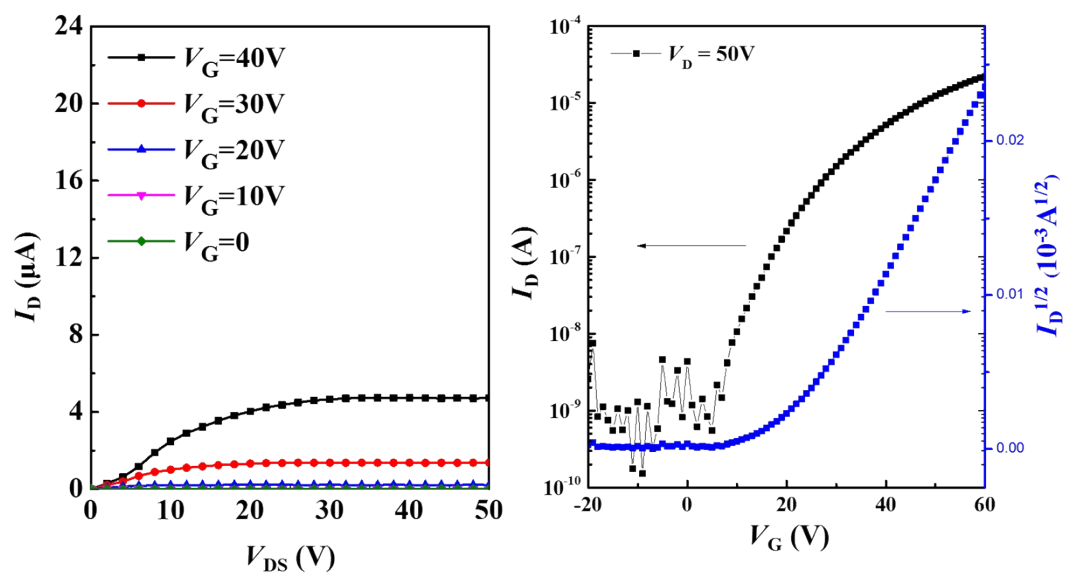 24
20
16
12
8
4
0
I_D (µA)
V_G=40V
V_G=30V
V_G=20V
V_G=10V
V_G=0
0 10 20 30 40 50
V_DS (V)
10^-4
10^-5
10^-6
10^-7
10^-8
10^-9
10^-10
I_D (A)
V_D = 50V
-20 0 20 40 60
V_G (V)
0.02
0.01
0.00
I_D^1/2 (10^-3 A^1/2)